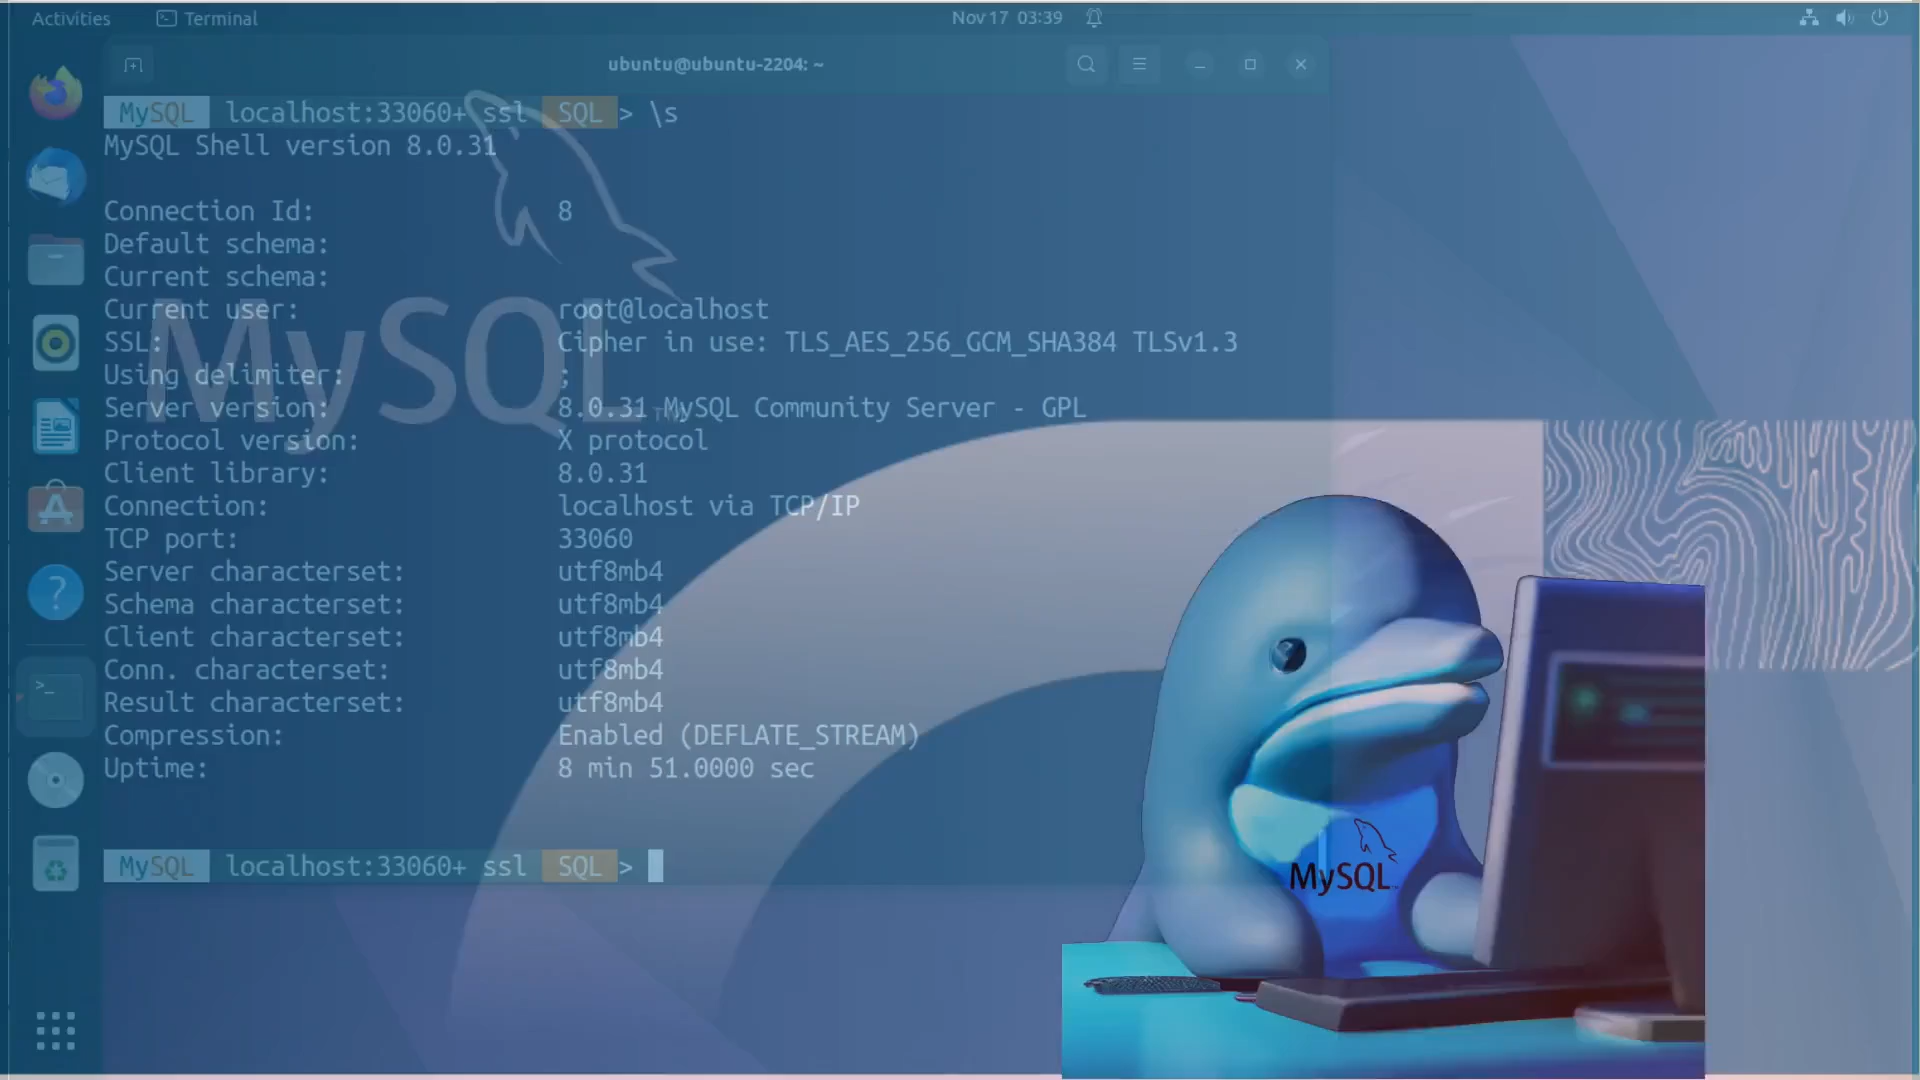 Activities Terminal Nov 17 03:39
ubuntu@ubuntu-2204: ~
MySQL localhost:33060+ ssl SQL > \s
MySQL Shell version 8.0.31
Connection Id: 8
Default schema:
Current schema:
Current user: root@localhost
SSL: Cipher in use: TLS_AES_256_GCM_SHA384 TLSv1.3
Using delimiter: ;
Server version: 8.0.31 MySQL Community Server - GPL
Protocol version: X protocol
Client library: 8.0.31
Connection: localhost via TCP/IP
TCP port: 33060
Server characterset: utf8mb4
Schema characterset: utf8mb4
Client characterset: utf8mb4
Conn. characterset: utf8mb4
Result characterset: utf8mb4
Compression: Enabled (DEFLATE_STREAM)
Uptime: 8 min 51.0000 sec
MySQL localhost:33060+ ssl SQL >
MySQL™
MySQL